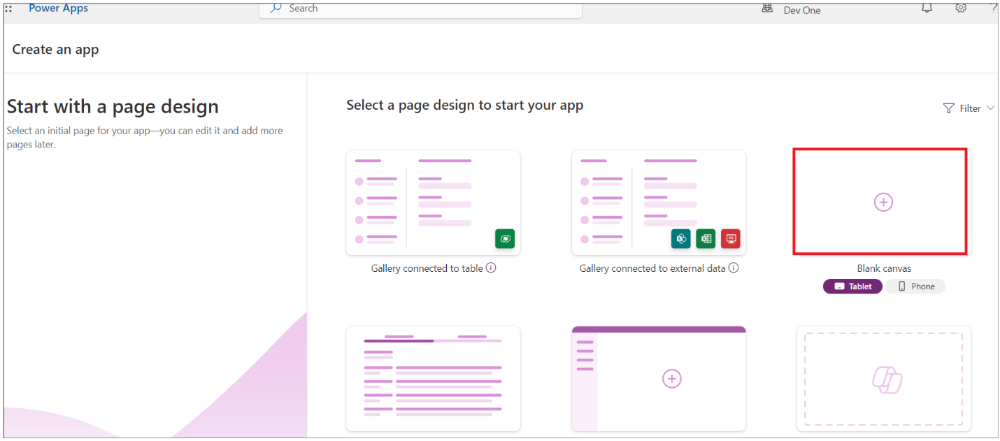 Power Apps
Search
Dev One
Create an app
Start with a page design
Select an initial page for your app—you can edit it and add more
pages later.
Select a page design to start your app
Filter
SQL
Gallery connected to table
Gallery connected to external data
Blank canvas
Tablet
Phone